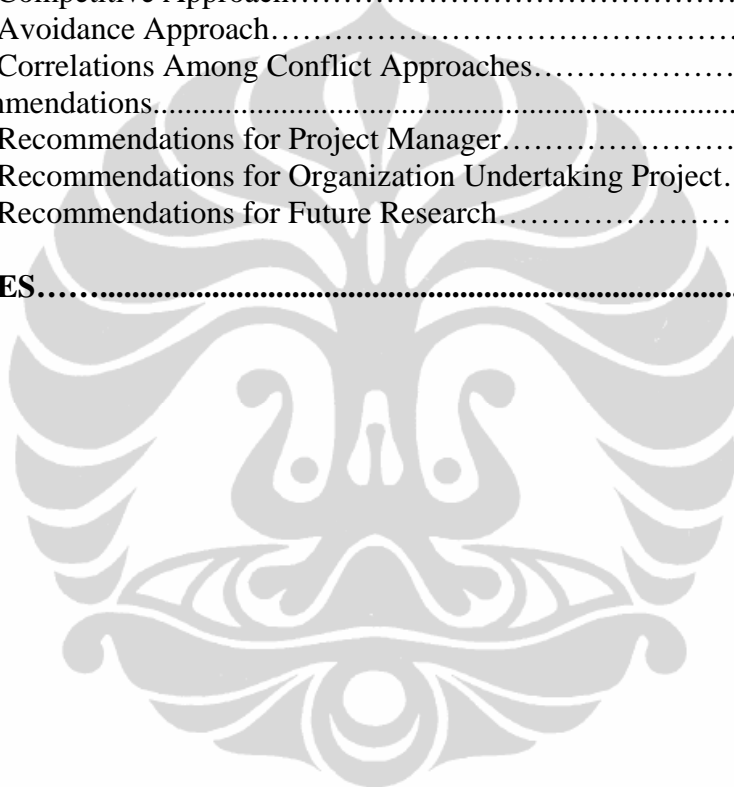 Competitive Approach……………………………………………
Avoidance Approach……………………………………………
Correlations Among Conflict Approaches…………………
mmendations.............................................................................
Recommendations for Project Manager……………………
Recommendations for Organization Undertaking Project..
Recommendations for Future Research……………………
ES…….................................................................................